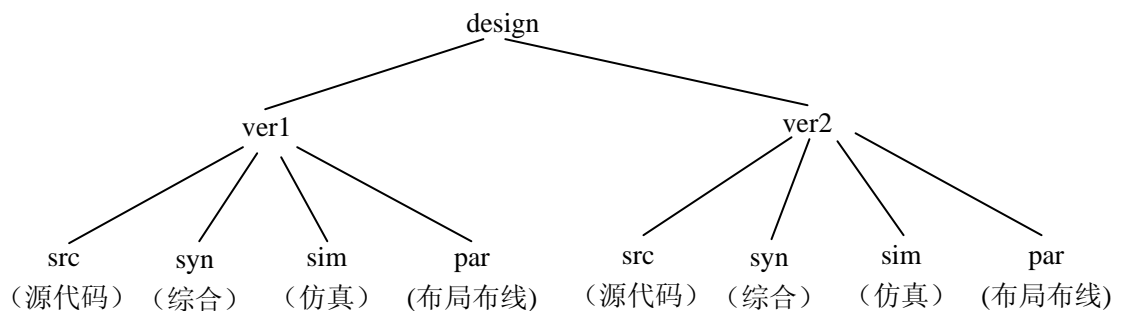 design
ver1 ver2
src syn sim par src syn sim par
（源代码） （综合） （仿真） (布局布线) （源代码） （综合） （仿真） (布局布线)